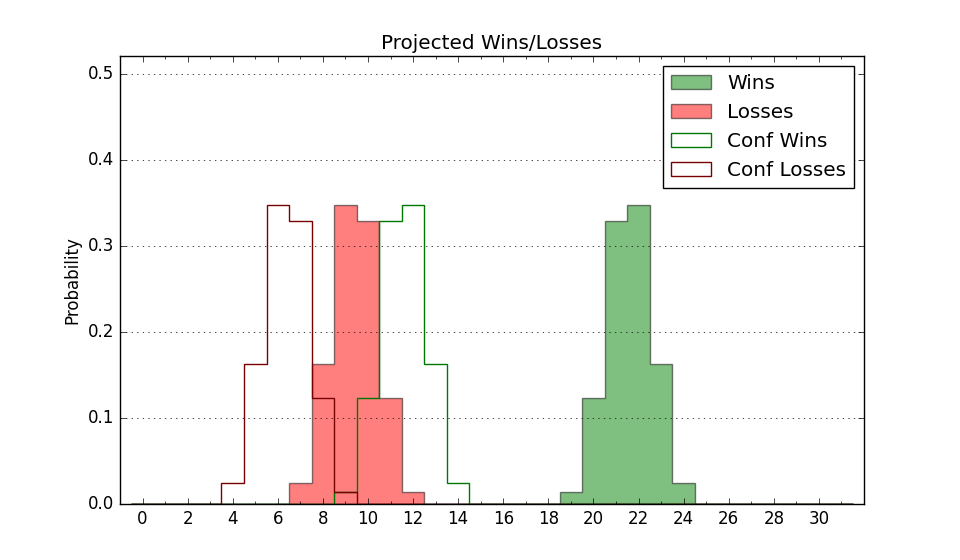 Projected Wins/Losses
0.5
0.4
0.3
0.2
0.1
0.0
Probability
Wins
Losses
Conf Wins
Conf Losses
0 2 4 6 8 10 12 14 16 18 20 22 24 26 28 30